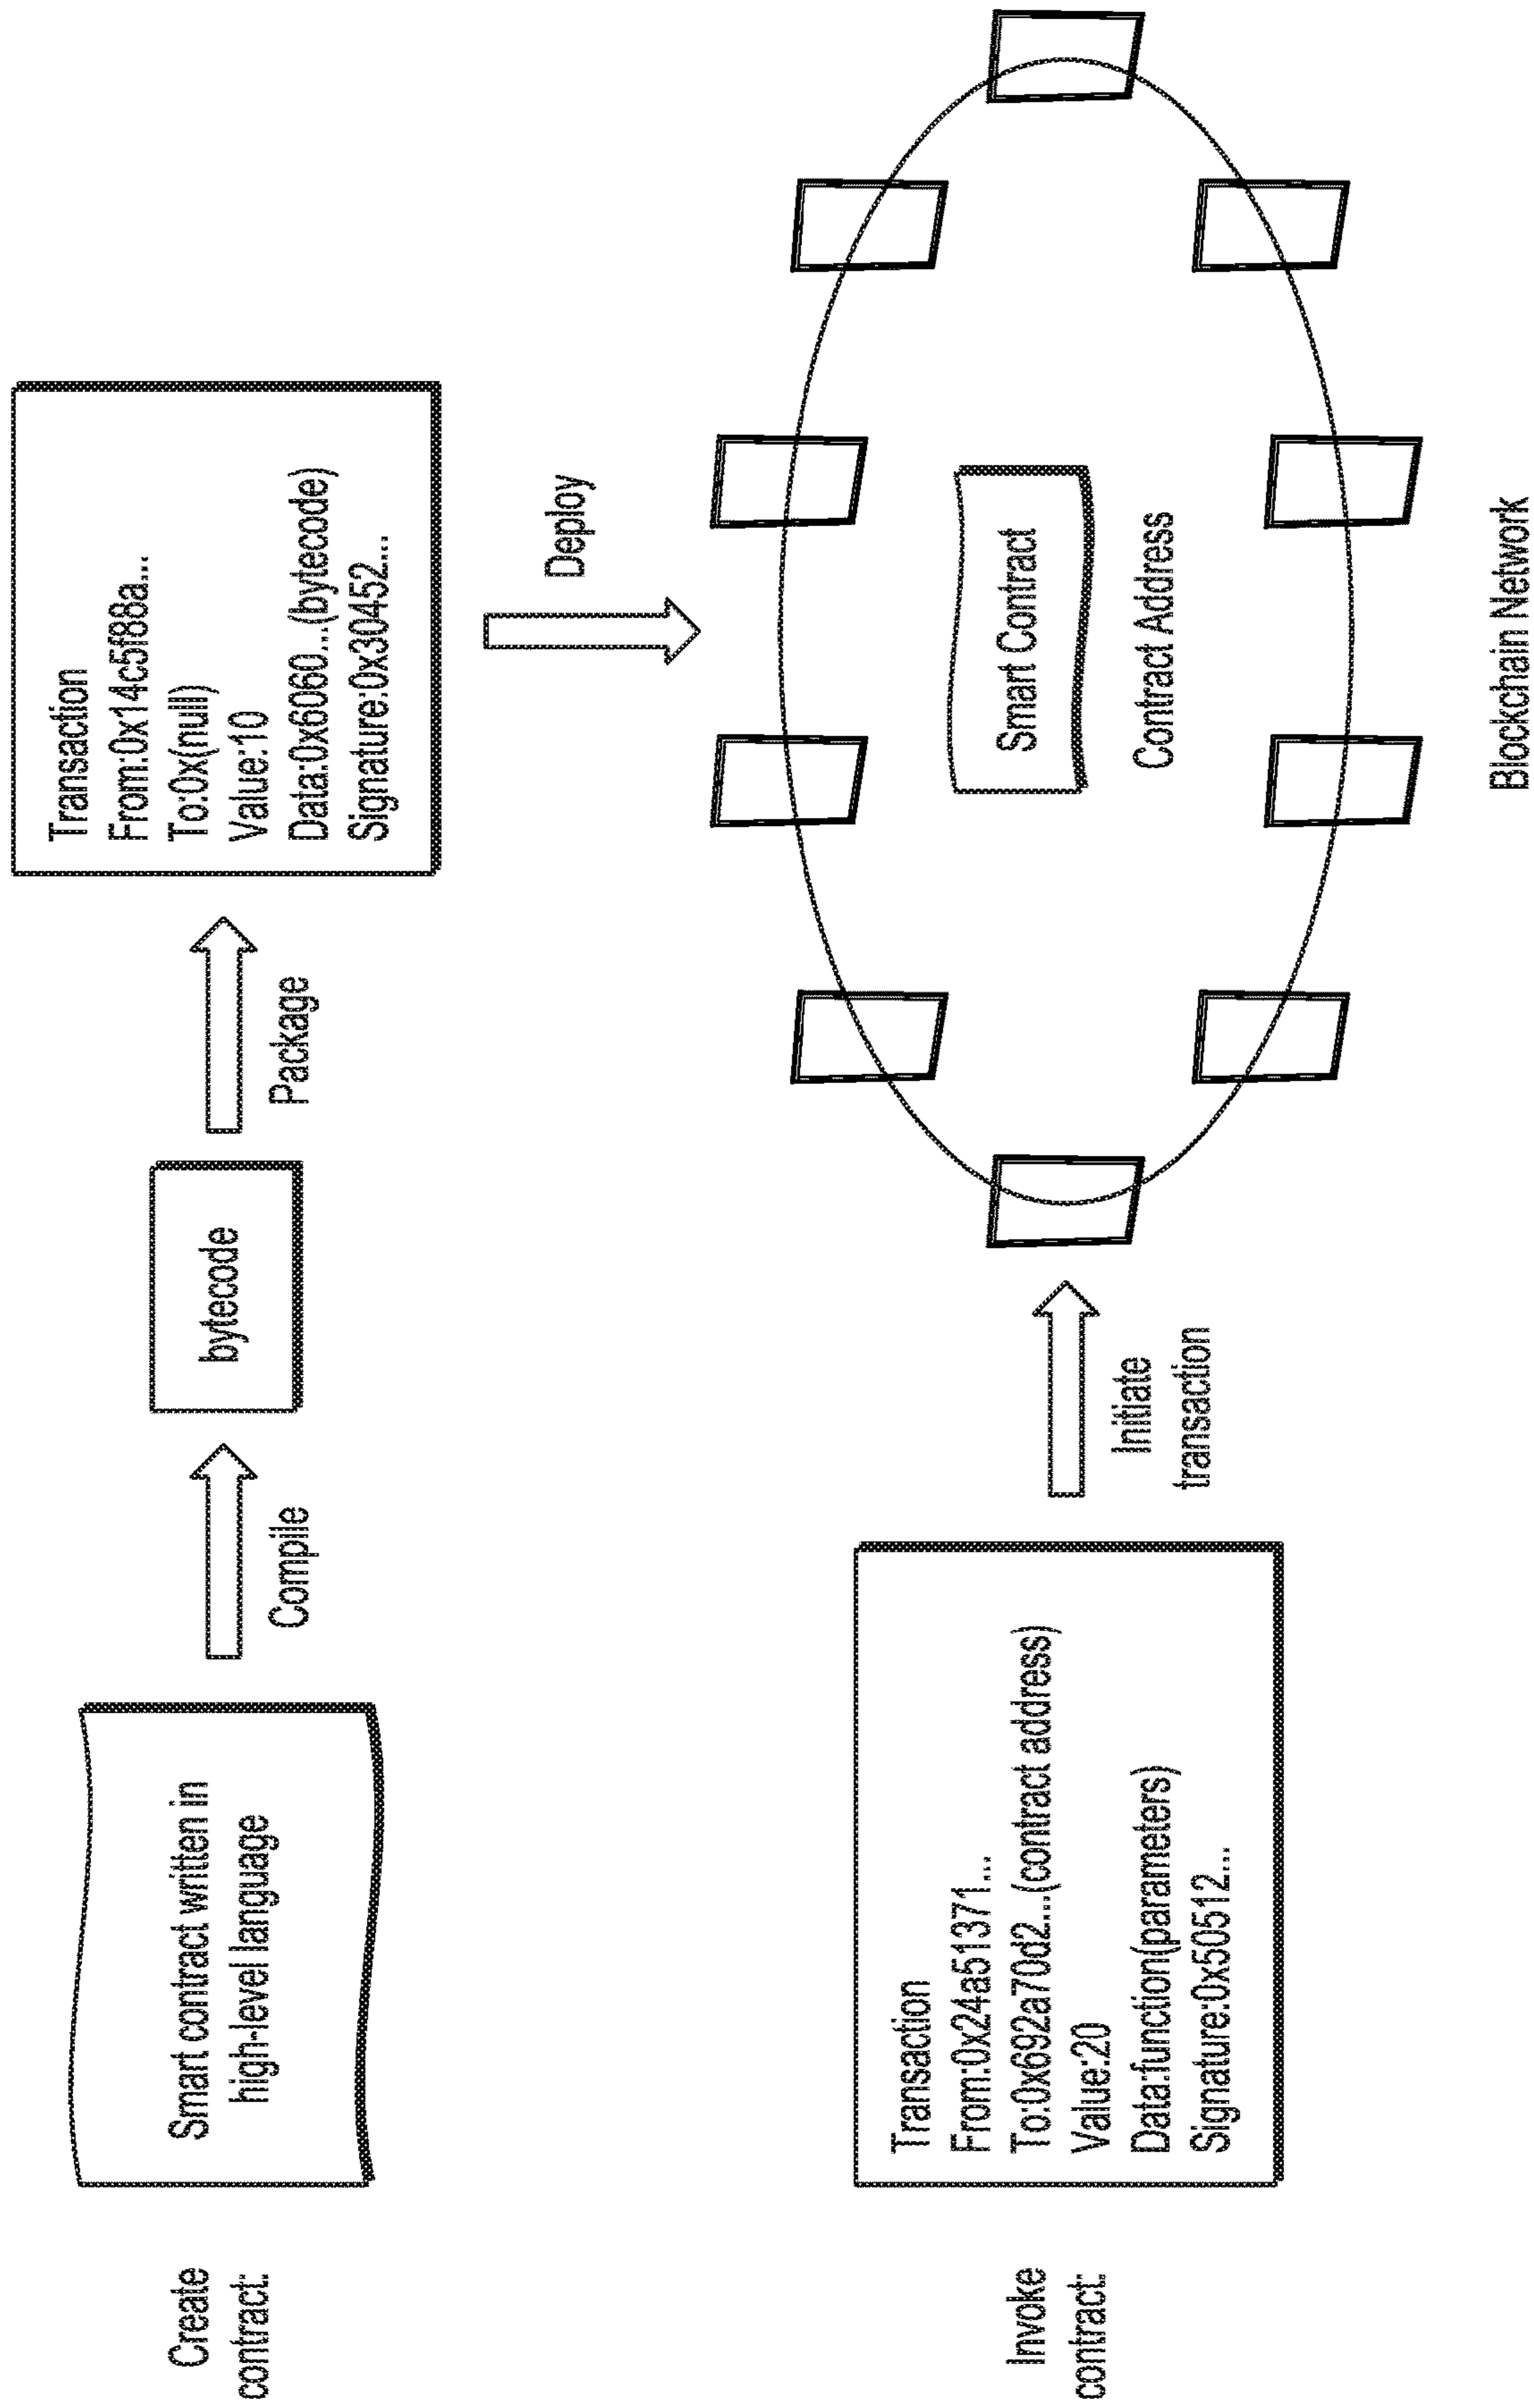 Create
contract:
Smart contract written in
high-level language
Compile
bytecode
Package
Transaction
From:0x14c5f88a...
To:0x(null)
Value:10
Data:0x6060...(bytecode)
Signature:0x30452...
Deploy
Invoke
contract:
Transaction
From:0x24a51371...
To:0x692a70d2...(contract address)
Value:20
Data:function(parameters)
Signature:0x50512...
Initiate
transaction
Smart Contract
Contract Address
Blockchain Network